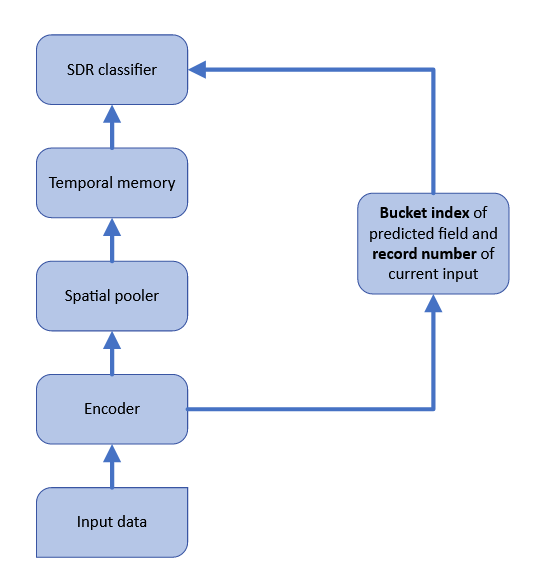 SDR classifier
Temporal memory
Bucket index of
predicted field and
record number of
current input
Spatial pooler
Encoder
Input data